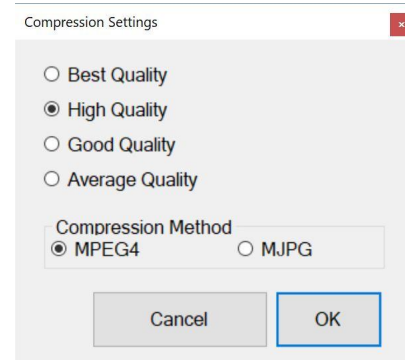 Compression Settings
Best Quality
High Quality
Good Quality
Average Quality
Compression Method
MPEG4 MJPG
Cancel OK